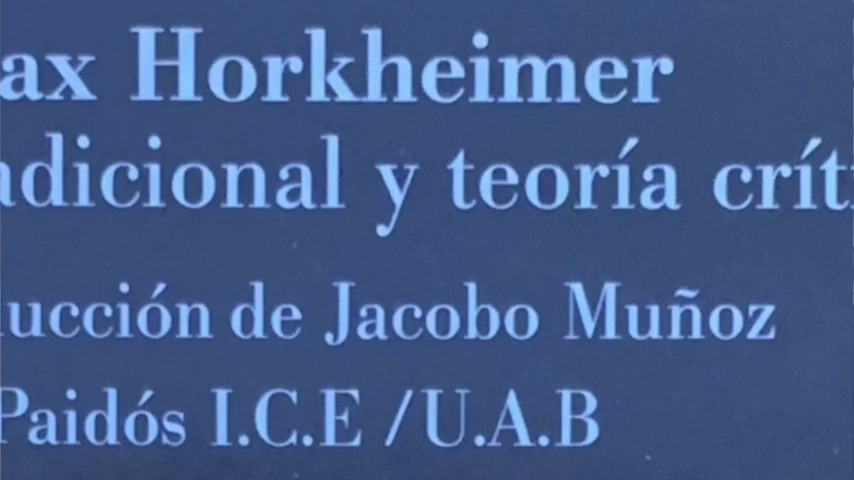 ax Horkheimer
adicional y teoría crít
ucción de Jacobo Muñoz
Paidós I.C.E / U.A.B